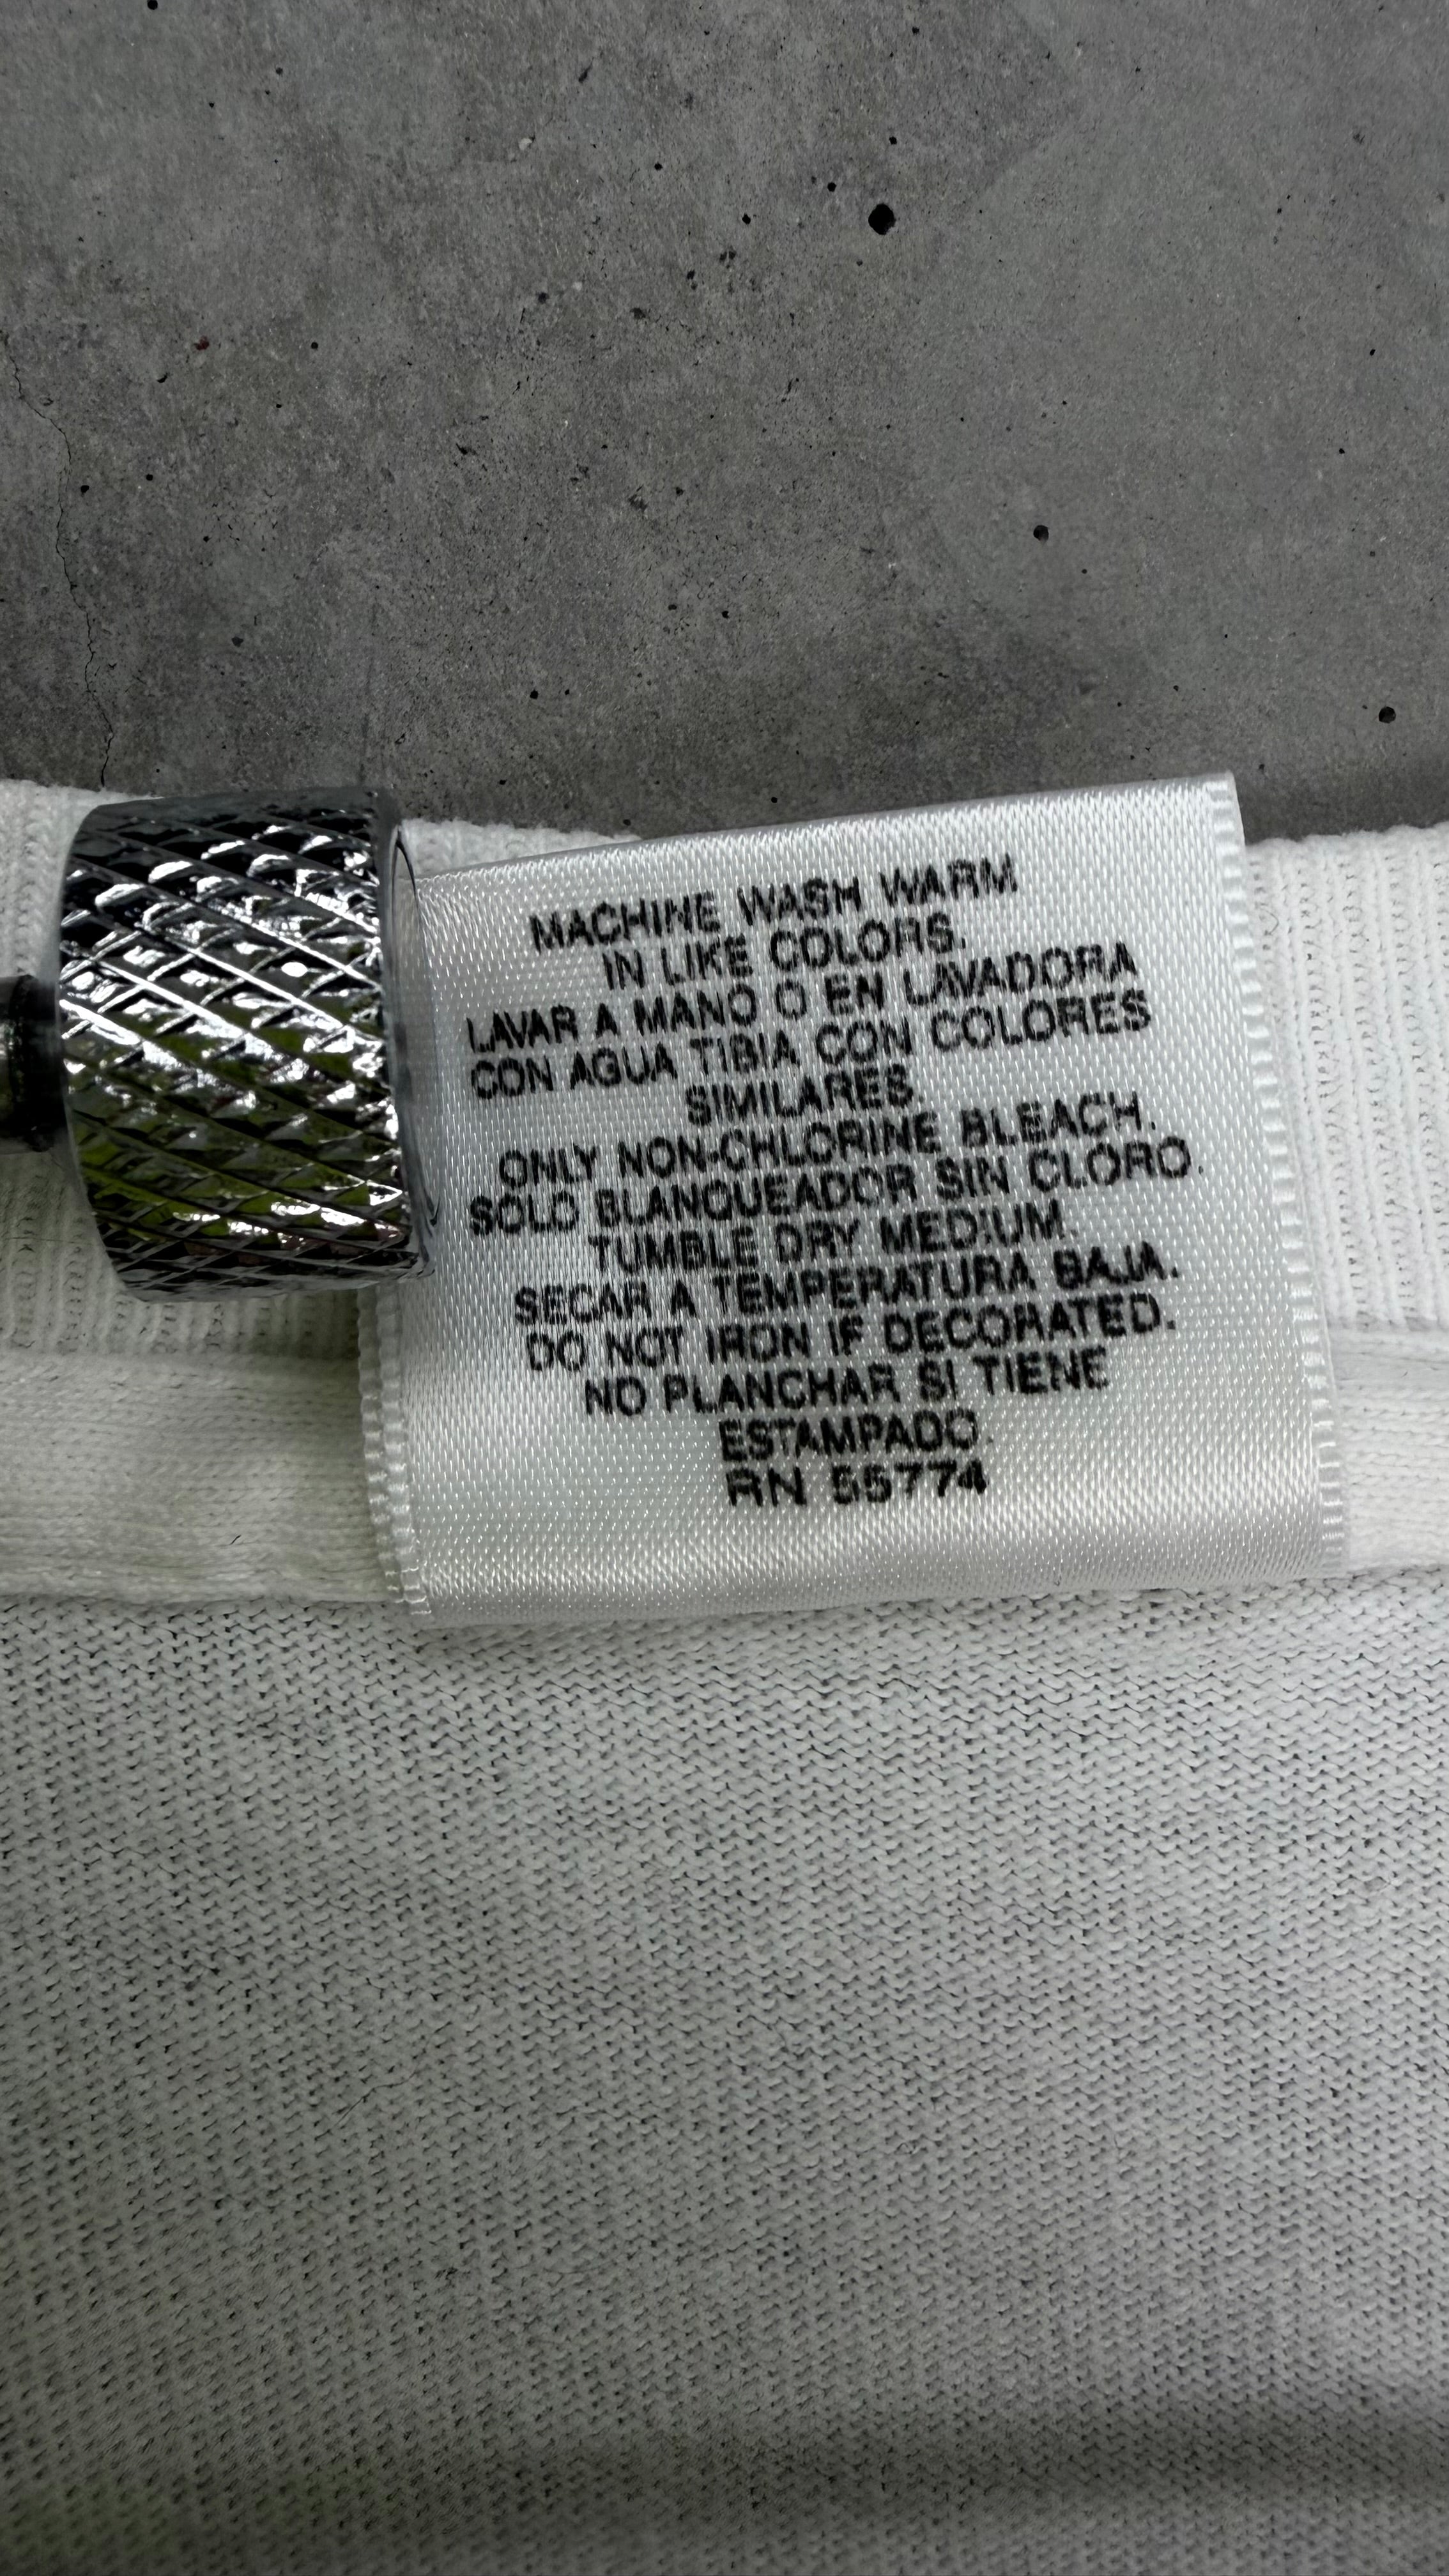 MACHINE WASH WARM
IN LIKE COLORS.
LAVAR A MANO O EN LAVADORA
CON AGUA TIBIA CON COLORES
SIMILARES.
ONLY NON-CHLORINE BLEACH.
SOLO BLANQUEADOR SIN CLORO.
TUMBLE DRY MEDIUM.
SECAR A TEMPERATURA BAJA.
DO NOT IRON IF DECORATED.
NO PLANCHAR SI TIENE
ESTAMPADO.
RN 55774